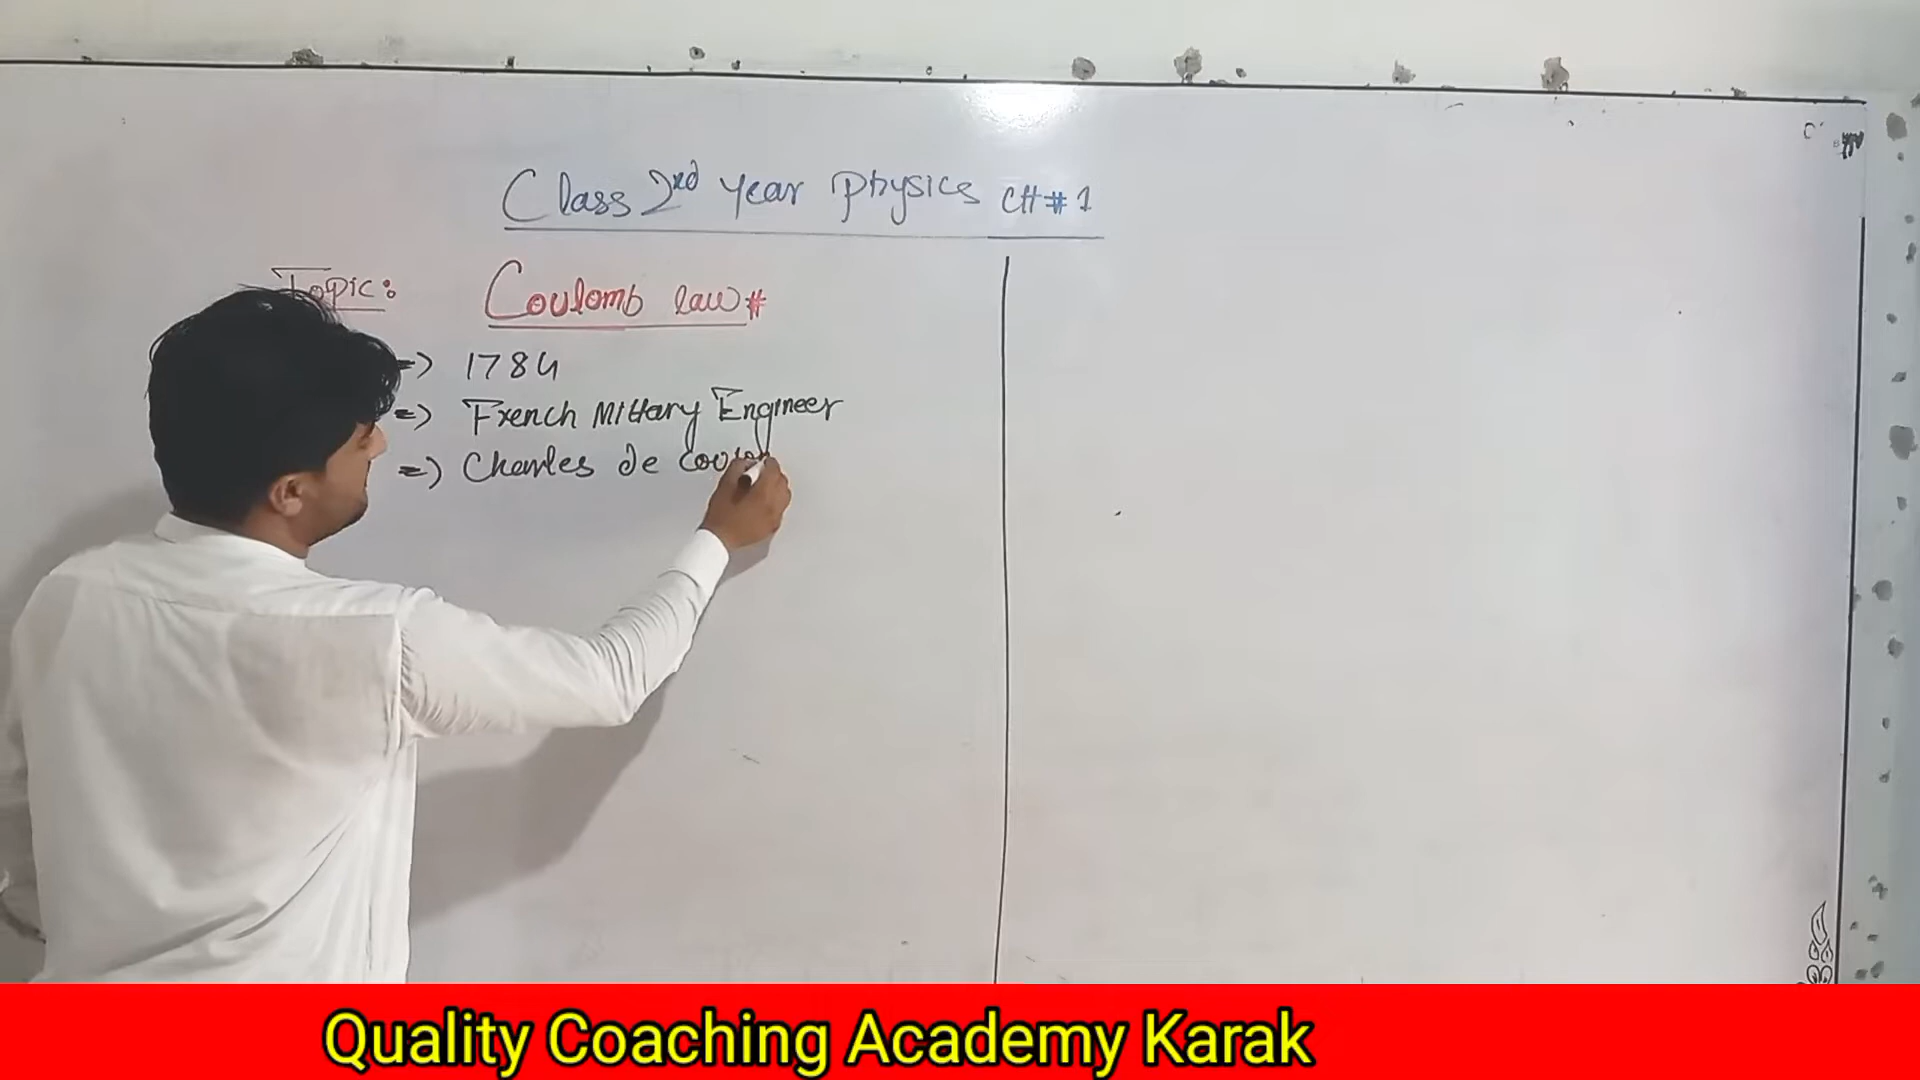 Class 2nd year Physics CH#1
Topic: Coulomb law #
=> 1784
=> French Military Engineer
=> Charles de
Quality Coaching Academy Karak